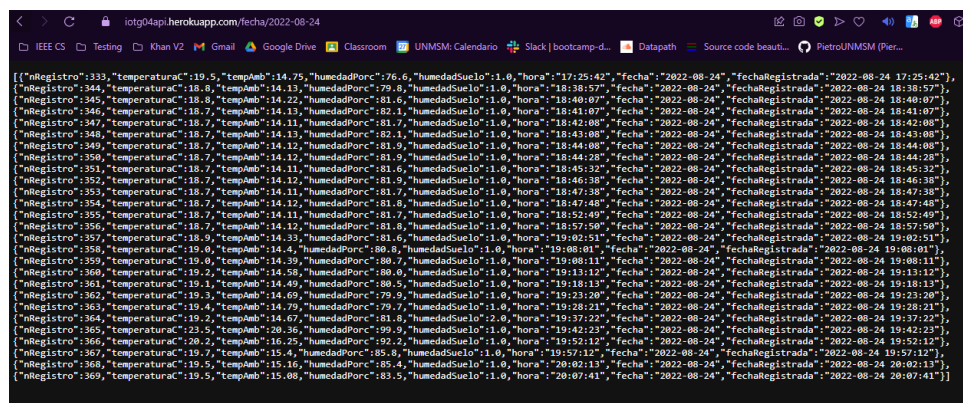 iotg04api.herokuapp.com/fecha/2022-08-24
IEEE CS Testing Khan V2 Gmail Google Drive Classroom UNMSM: Calendario Slack | bootcamp-d... Datapath Source code beauti... PietroUNMSM (Pier...
[{"nRegistro":333,"temperaturaC":19.5,"tempAmb":14.75,"humedadPorc":76.6,"humedadSuelo":1.0,"hora":"17:25:42","fecha":"2022-08-24","fechaRegistrada":"2022-08-24 17:25:42"},
{"nRegistro":344,"temperaturaC":18.8,"tempAmb":14.13,"humedadPorc":79.8,"humedadSuelo":1.0,"hora":"18:38:57","fecha":"2022-08-24","fechaRegistrada":"2022-08-24 18:38:57"},
{"nRegistro":345,"temperaturaC":18.8,"tempAmb":14.22,"humedadPorc":81.6,"humedadSuelo":1.0,"hora":"18:40:07","fecha":"2022-08-24","fechaRegistrada":"2022-08-24 18:40:07"},
{"nRegistro":346,"temperaturaC":18.7,"tempAmb":14.13,"humedadPorc":82.1,"humedadSuelo":1.0,"hora":"18:41:07","fecha":"2022-08-24","fechaRegistrada":"2022-08-24 18:41:07"},
{"nRegistro":347,"temperaturaC":18.7,"tempAmb":14.11,"humedadPorc":81.7,"humedadSuelo":1.0,"hora":"18:42:08","fecha":"2022-08-24","fechaRegistrada":"2022-08-24 18:42:08"},
{"nRegistro":348,"temperaturaC":18.7,"tempAmb":14.13,"humedadPorc":82.1,"humedadSuelo":1.0,"hora":"18:43:08","fecha":"2022-08-24","fechaRegistrada":"2022-08-24 18:43:08"},
{"nRegistro":349,"temperaturaC":18.7,"tempAmb":14.12,"humedadPorc":81.9,"humedadSuelo":1.0,"hora":"18:44:08","fecha":"2022-08-24","fechaRegistrada":"2022-08-24 18:44:08"},
{"nRegistro":350,"temperaturaC":18.7,"tempAmb":14.12,"humedadPorc":81.9,"humedadSuelo":1.0,"hora":"18:44:28","fecha":"2022-08-24","fechaRegistrada":"2022-08-24 18:44:28"},
{"nRegistro":351,"temperaturaC":18.7,"tempAmb":14.11,"humedadPorc":81.6,"humedadSuelo":1.0,"hora":"18:45:32","fecha":"2022-08-24","fechaRegistrada":"2022-08-24 18:45:32"},
{"nRegistro":352,"temperaturaC":18.7,"tempAmb":14.12,"humedadPorc":81.9,"humedadSuelo":1.0,"hora":"18:46:38","fecha":"2022-08-24","fechaRegistrada":"2022-08-24 18:46:38"},
{"nRegistro":353,"temperaturaC":18.7,"tempAmb":14.11,"humedadPorc":81.7,"humedadSuelo":1.0,"hora":"18:47:38","fecha":"2022-08-24","fechaRegistrada":"2022-08-24 18:47:38"},
{"nRegistro":354,"temperaturaC":18.7,"tempAmb":14.12,"humedadPorc":81.8,"humedadSuelo":1.0,"hora":"18:47:48","fecha":"2022-08-24","fechaRegistrada":"2022-08-24 18:47:48"},
{"nRegistro":355,"temperaturaC":18.7,"tempAmb":14.11,"humedadPorc":81.7,"humedadSuelo":1.0,"hora":"18:52:49","fecha":"2022-08-24","fechaRegistrada":"2022-08-24 18:52:49"},
{"nRegistro":356,"temperaturaC":18.7,"tempAmb":14.12,"humedadPorc":81.8,"humedadSuelo":1.0,"hora":"18:57:50","fecha":"2022-08-24","fechaRegistrada":"2022-08-24 18:57:50"},
{"nRegistro":357,"temperaturaC":18.9,"tempAmb":14.33,"humedadPorc":81.6,"humedadSuelo":1.0,"hora":"19:02:51","fecha":"2022-08-24","fechaRegistrada":"2022-08-24 19:02:51"},
{"nRegistro":358,"temperaturaC":19.0,"tempAmb":14.4,"humedadPorc":80.8,"humedadSuelo":1.0,"hora":"19:08:01","fecha":"2022-08-24","fechaRegistrada":"2022-08-24 19:08:01"},
{"nRegistro":359,"temperaturaC":19.0,"tempAmb":14.39,"humedadPorc":80.7,"humedadSuelo":1.0,"hora":"19:08:11","fecha":"2022-08-24","fechaRegistrada":"2022-08-24 19:08:11"},
{"nRegistro":360,"temperaturaC":19.2,"tempAmb":14.58,"humedadPorc":80.0,"humedadSuelo":1.0,"hora":"19:13:12","fecha":"2022-08-24","fechaRegistrada":"2022-08-24 19:13:12"},
{"nRegistro":361,"temperaturaC":19.1,"tempAmb":14.49,"humedadPorc":80.5,"humedadSuelo":1.0,"hora":"19:18:13","fecha":"2022-08-24","fechaRegistrada":"2022-08-24 19:18:13"},
{"nRegistro":362,"temperaturaC":19.3,"tempAmb":14.69,"humedadPorc":79.9,"humedadSuelo":1.0,"hora":"19:23:20","fecha":"2022-08-24","fechaRegistrada":"2022-08-24 19:23:20"},
{"nRegistro":363,"temperaturaC":19.4,"tempAmb":14.79,"humedadPorc":79.7,"humedadSuelo":1.0,"hora":"19:28:21","fecha":"2022-08-24","fechaRegistrada":"2022-08-24 19:28:21"},
{"nRegistro":364,"temperaturaC":19.2,"tempAmb":14.67,"humedadPorc":81.8,"humedadSuelo":2.0,"hora":"19:37:22","fecha":"2022-08-24","fechaRegistrada":"2022-08-24 19:37:22"},
{"nRegistro":365,"temperaturaC":23.5,"tempAmb":20.36,"humedadPorc":99.9,"humedadSuelo":1.0,"hora":"19:42:23","fecha":"2022-08-24","fechaRegistrada":"2022-08-24 19:42:23"},
{"nRegistro":366,"temperaturaC":20.2,"tempAmb":16.25,"humedadPorc":92.2,"humedadSuelo":1.0,"hora":"19:52:12","fecha":"2022-08-24","fechaRegistrada":"2022-08-24 19:52:12"},
{"nRegistro":367,"temperaturaC":19.7,"tempAmb":15.4,"humedadPorc":85.8,"humedadSuelo":1.0,"hora":"19:57:12","fecha":"2022-08-24","fechaRegistrada":"2022-08-24 19:57:12"},
{"nRegistro":368,"temperaturaC":19.5,"tempAmb":15.16,"humedadPorc":85.4,"humedadSuelo":1.0,"hora":"20:02:13","fecha":"2022-08-24","fechaRegistrada":"2022-08-24 20:02:13"},
{"nRegistro":369,"temperaturaC":19.5,"tempAmb":15.08,"humedadPorc":83.5,"humedadSuelo":1.0,"hora":"20:07:41","fecha":"2022-08-24","fechaRegistrada":"2022-08-24 20:07:41"}]